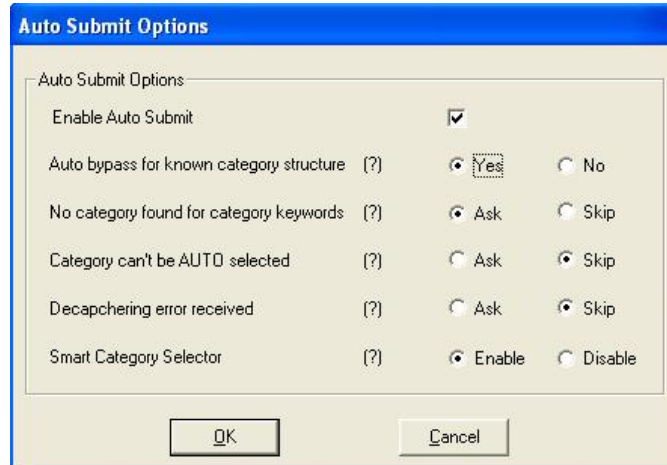 Auto Submit Options
Auto Submit Options
Enable Auto Submit
Auto bypass for known category structure (?) Yes No
No category found for category keywords (?) Ask Skip
Category can't be AUTO selected (?) Ask Skip
Decapchering error received (?) Ask Skip
Smart Category Selector (?) Enable Disable
OK Cancel